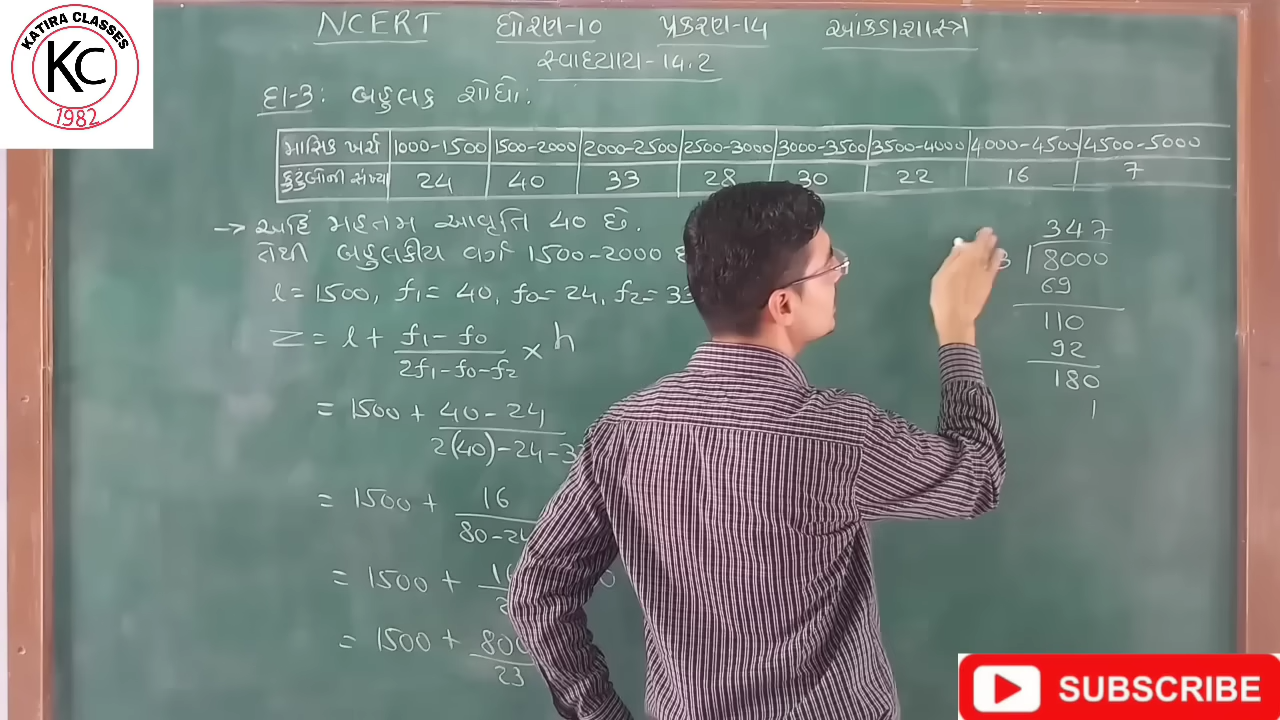 KATIRA CLASSES
KC
1982
NCERT ધોરણ-10 પ્રકરણ-14 આંકડાશાસ્ત્ર
સ્વાધ્યાય-14.2
દા-3: બહુલક શોધો:
માસિક ખર્ચ 1000-1500 1500-2000 2000-2500 2500-3000 3000-3500 3500-4000 4000-4500 4500-5000
કુટુંબોની સંખ્યા 24 40 33 28 30 22 16 7
→ અહિં મહતમ આવૃતિ 40 છે.
તેથી બહુલકીય વર્ગ 1500-2000
l = 1500, f₁ = 40, f₀ = 24, f₂ = 33
Z = l + f₁ - f₀ / 2f₁ - f₀ - f₂ × h
= 1500 + 40 - 24 / 2(40) - 24 - 3
= 1500 + 16 / 80 - 24
= 1500 +
= 1500 + 800 / 23
347
3 8000
69
110
92
180
1
SUBSCRIBE